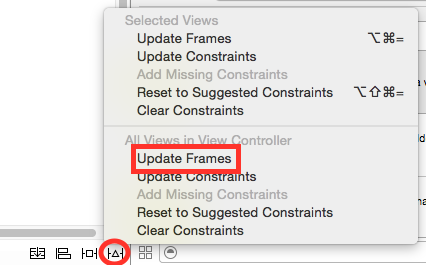 Selected Views
Update Frames ⌥⌘=
Update Constraints
Add Missing Constraints
Reset to Suggested Constraints ⌥⇧⌘=
Clear Constraints
All Views in View Controller
Update Frames
Update Constraints
Add Missing Constraints
Reset to Suggested Constraints
Clear Constraints